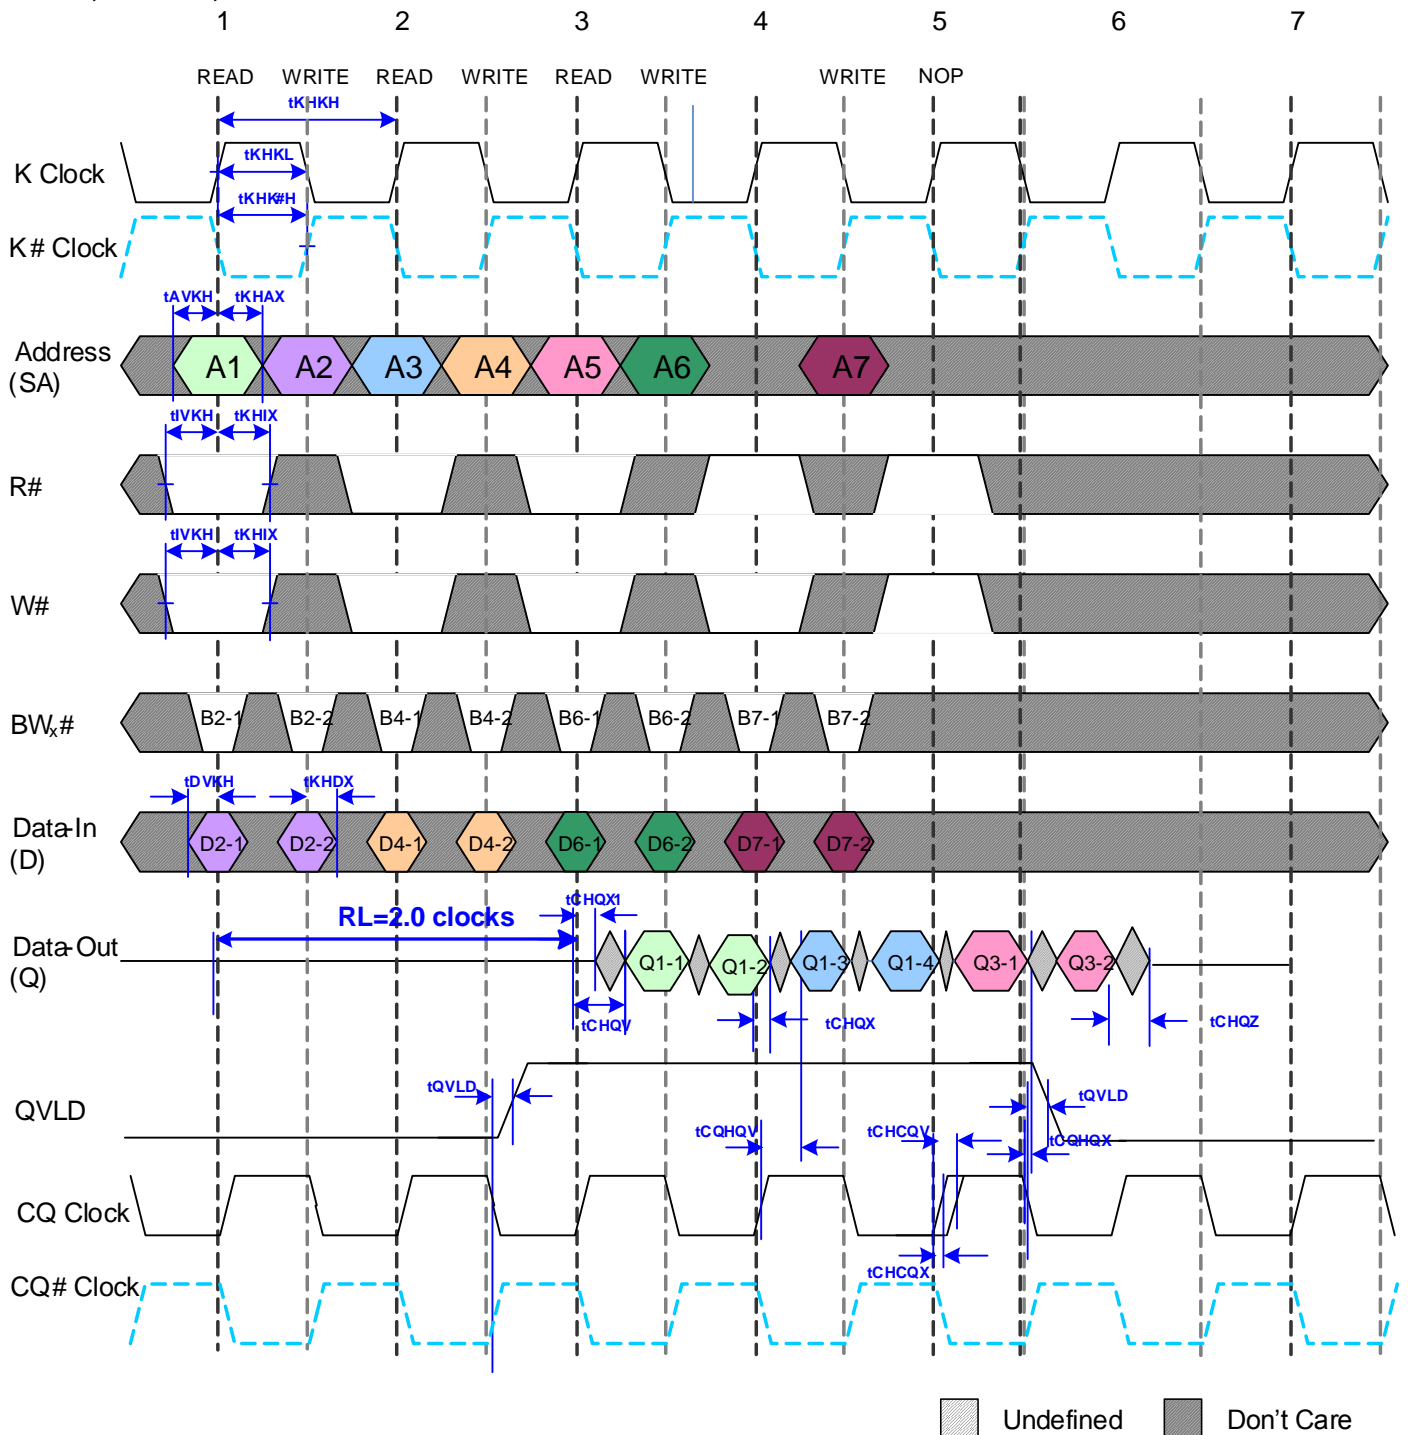 1 2 3 4 5 6 7
READ WRITE READ WRITE READ WRITE WRITE NOP
tKHKH
tKHKL
K Clock
tKHK#H
K# Clock
tAVKH tKHAX
Address
(SA)
A1 A2 A3 A4 A5 A6 A7
tIVKH tKHIX
R#
tIVKH tKHIX
W#
BWx#
B2-1 B2-2 B4-1 B4-2 B6-1 B6-2 B7-1 B7-2
tDVKH tKHDX
Data-In
(D)
D2-1 D2-2 D4-1 D4-2 D6-1 D6-2 D7-1 D7-2
tCHQX1
RL=2.0 clocks
Data-Out
(Q)
Q1-1 Q1-2 Q1-3 Q1-4 Q3-1 Q3-2
tCHQV tCHQX tCHQZ
tQVLD tQVLD
QVLD
tCQHQV tCHCQV tCQHQX
CQ Clock
tCHCQX
CQ# Clock
Undefined Don't Care